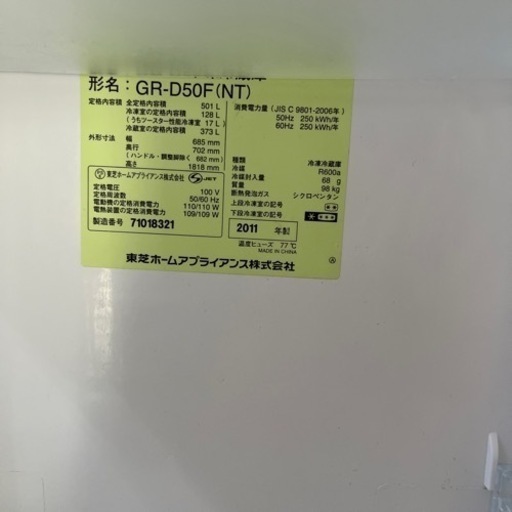 形名：GR-D50F(NT)
定格内容積 全定格内容積 501 L
冷凍室の定格内容積 128 L
(うちツースター性能冷凍室 17 L)
冷蔵室の定格内容積 373 L
外形寸法 幅 685 mm
奥行 702 mm
(ハンドル・調整脚除く 682 mm)
高さ 1818 mm
東芝ホームアプライアンス株式会社 S JET
定格電圧 100 V
定格周波数 50/60 Hz
電動機の定格消費電力 110/110 W
電熱装置の定格消費電力 109/109 W
製造番号 71018321
消費電力量 (JIS C 9801-2006年)
50Hz 250 kWh/年
60Hz 250 kWh/年
種類 冷凍冷蔵庫
冷媒 R600a
冷媒封入量 68 g
質量 98 kg
断熱発泡ガス シクロペンタン
上段冷凍室の記号 **
下段冷凍室の記号 * ***
2011 年製
温度ヒューズ 77 ℃
MADE IN CHINA
東芝ホームアプライアンス株式会社 Ⓐ